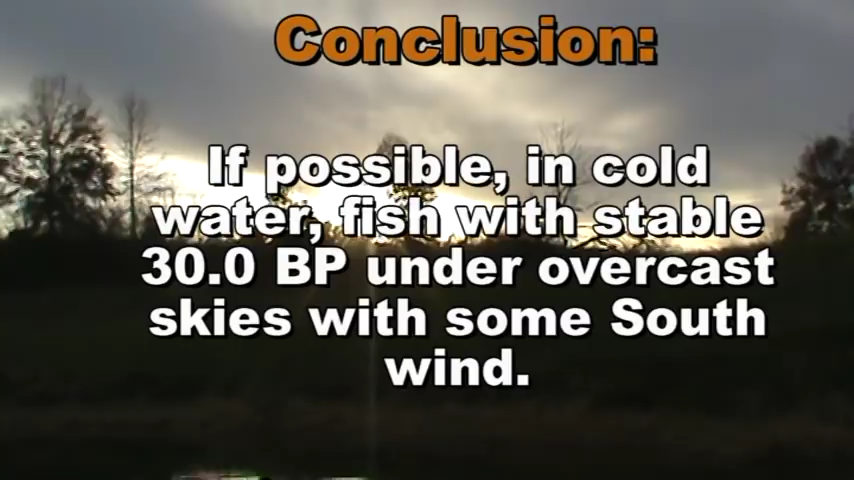 Conclusion:
If possible, in cold
water, fish with stable
30.0 BP under overcast
skies with some South
wind.